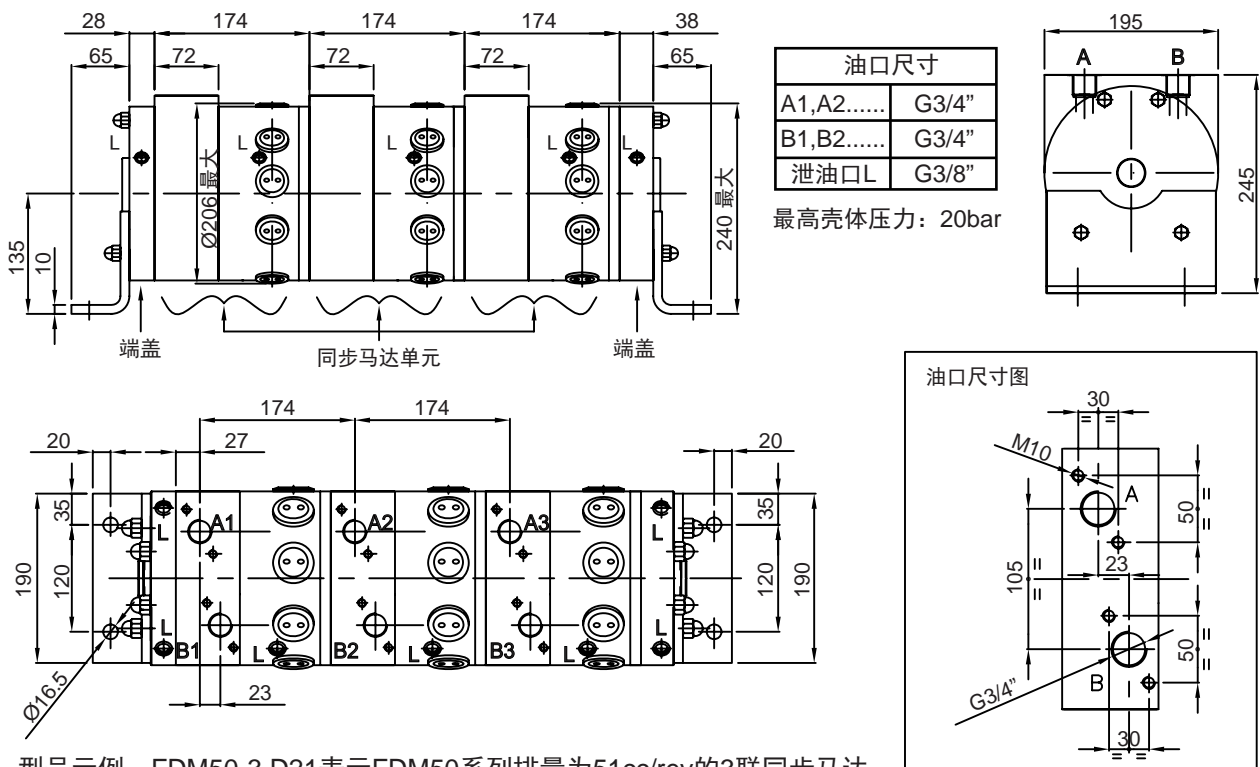 28 174 174 174 38
65 72 72 72 65
L L L L L
Ø206 最大
240 最大
135
10
端盖 同步马达单元 端盖
油口尺寸
A1,A2...... G3/4”
B1,B2...... G3/4”
泄油口L G3/8”
最高壳体压力：20bar
195
A B
245
174 174
20 27 20
35 35
190 120 120 190
A1 A2 A3
L L
L L L L L
B1 B2 B3
Ø16.5
23
油口尺寸图
30
= =
M10
A
50 =
=
23
105 =
=
50 =
=
B
G3/4”
30
= =